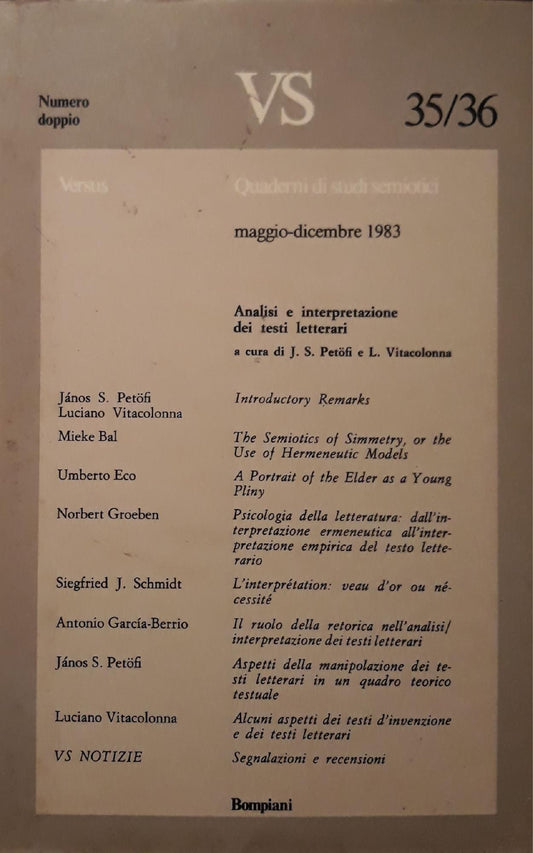 Numero
doppio
VS
35/36
Versus
Quaderni di studi semiotici
maggio-dicembre 1983
Analisi e interpretazione
dei testi letterari
a cura di J. S. Petöfi e L. Vitacolonna
János S. Petöfi
Luciano Vitacolonna
Introductory Remarks
Mieke Bal
The Semiotics of Simmetry, or the
Use of Hermeneutic Models
Umberto Eco
A Portrait of the Elder as a Young
Pliny
Norbert Groeben
Psicologia della letteratura: dall'in-
terpretazione ermeneutica all'inter-
pretazione empirica del testo lette-
rario
Siegfried J. Schmidt
L'interprétation: veau d'or ou né-
cessité
Antonio García-Berrio
Il ruolo della retorica nell'analisi/
interpretazione dei testi letterari
János S. Petöfi
Aspetti della manipolazione dei te-
sti letterari in un quadro teorico
testuale
Luciano Vitacolonna
Alcuni aspetti dei testi d'invenzione
e dei testi letterari
VS NOTIZIE
Segnalazioni e recensioni
Bompiani